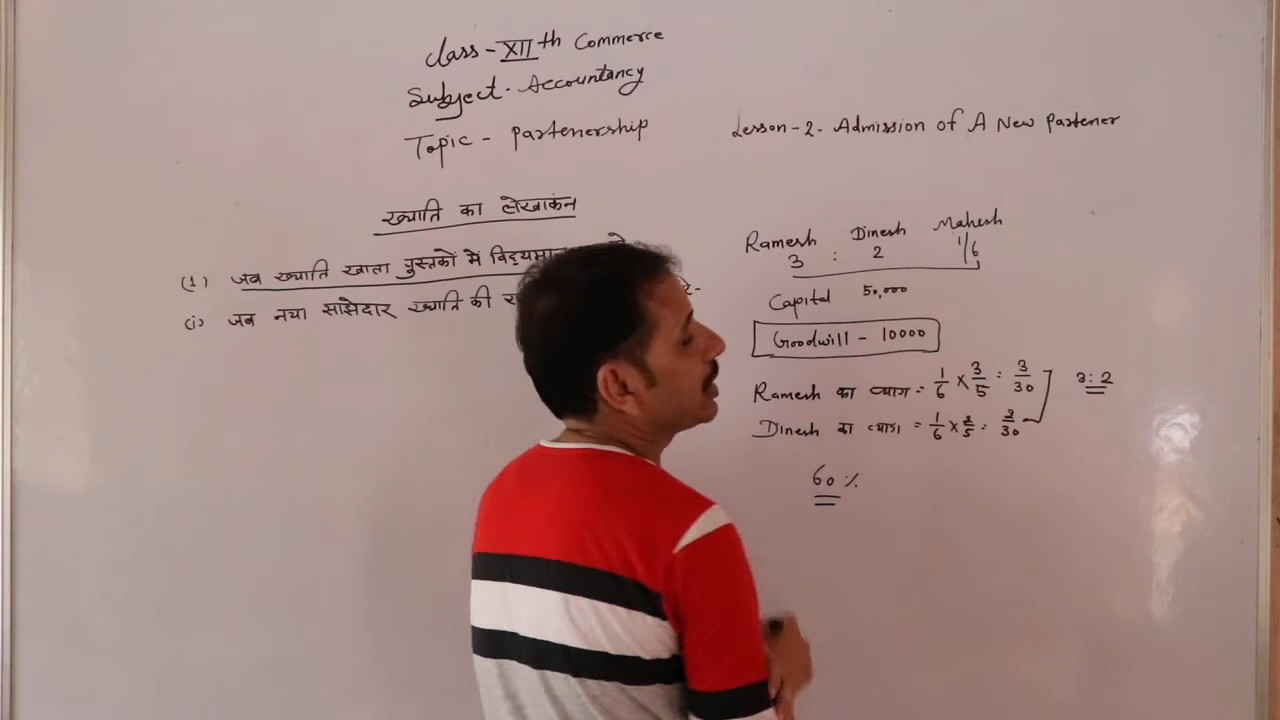 Class - XII th Commerce
Subject - Accountancy
Topic - Partenership
Lesson - 2. Admission of A New Partener
ख्याति का लेखाकंन
(1) जब ख्याति खाता पुस्तकों मे विद्यमान
(i) जब नया साझेदार ख्याति की
Ramesh Dinesh Mahesh
3 : 2 1/6
Capital 50,000
Goodwill - 10000
Ramesh का त्याग = 1/6 × 3/5 = 3/30
3:2
Dinesh का त्याग = 1/6 × 2/5 = 2/30
60 %